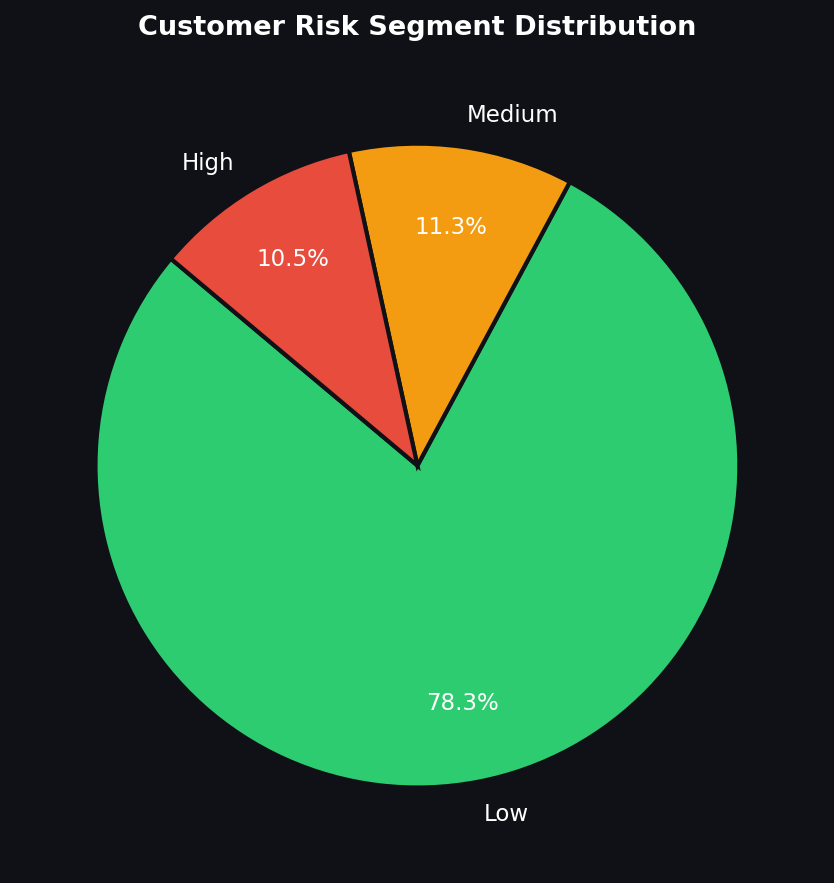 Customer Risk Segment Distribution
Medium
High
11.3%
10.5%
78.3%
Low